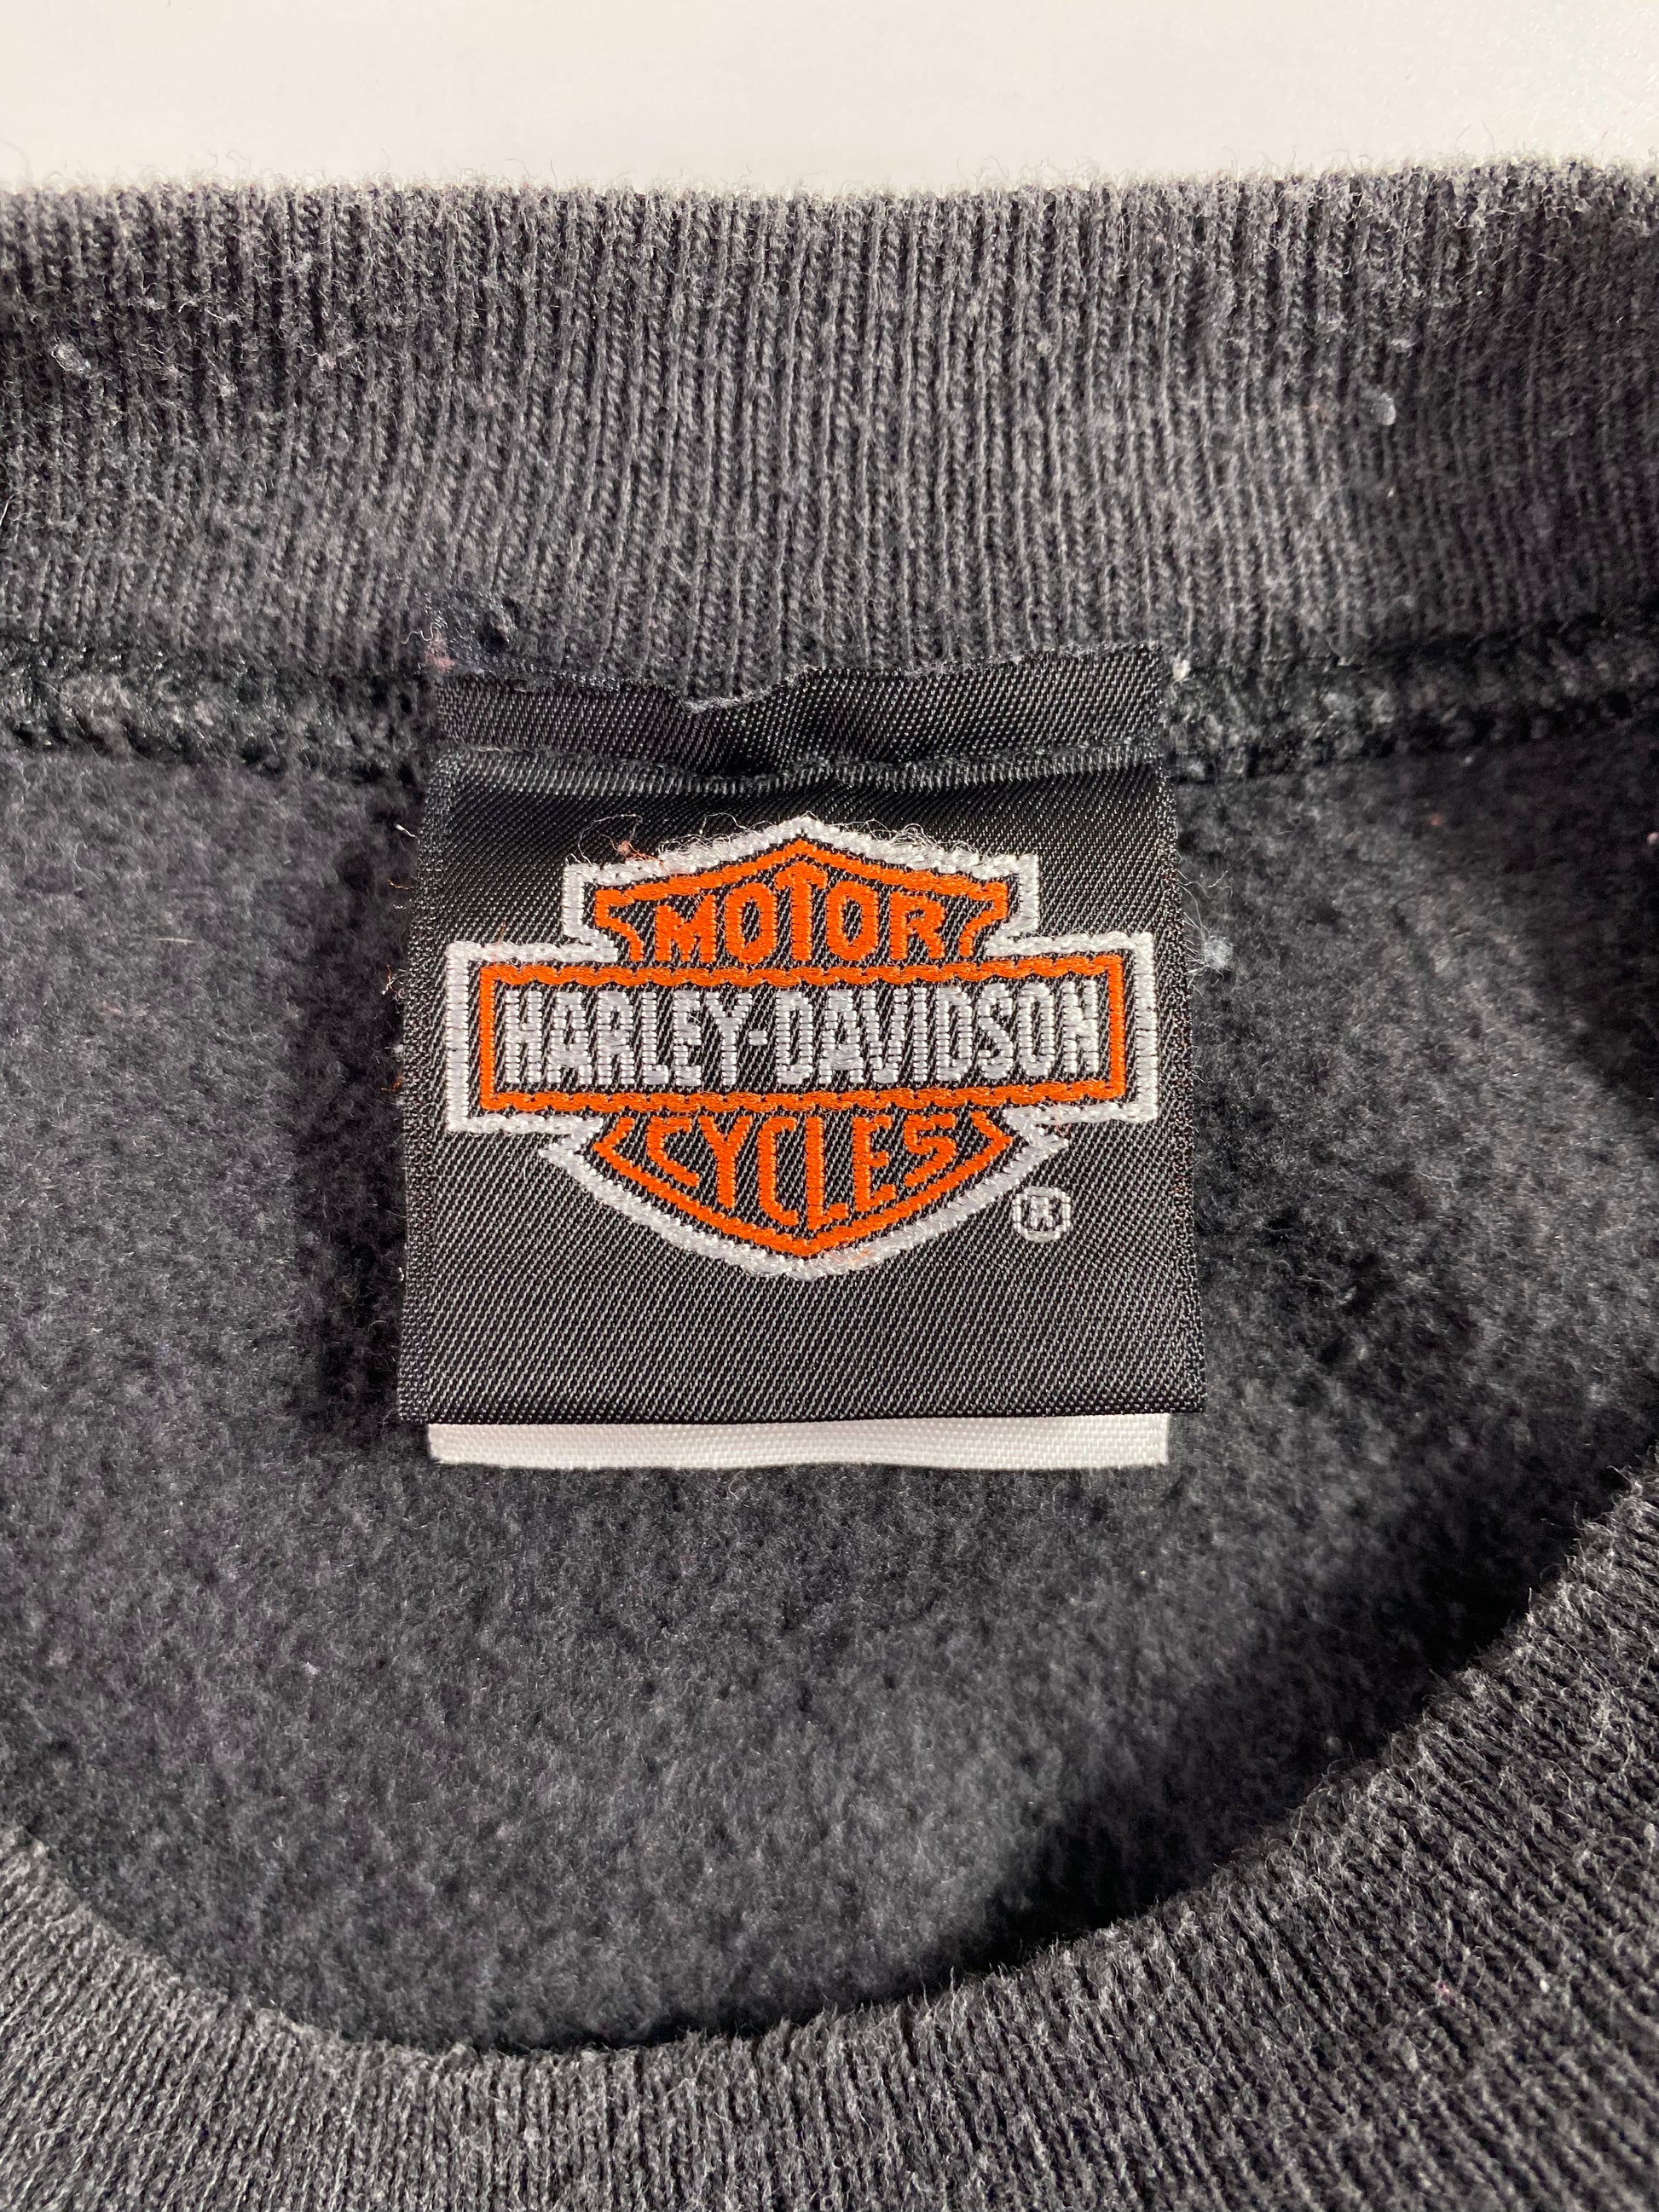 MOTOR
HARLEY-DAVIDSON
CYCLES
®